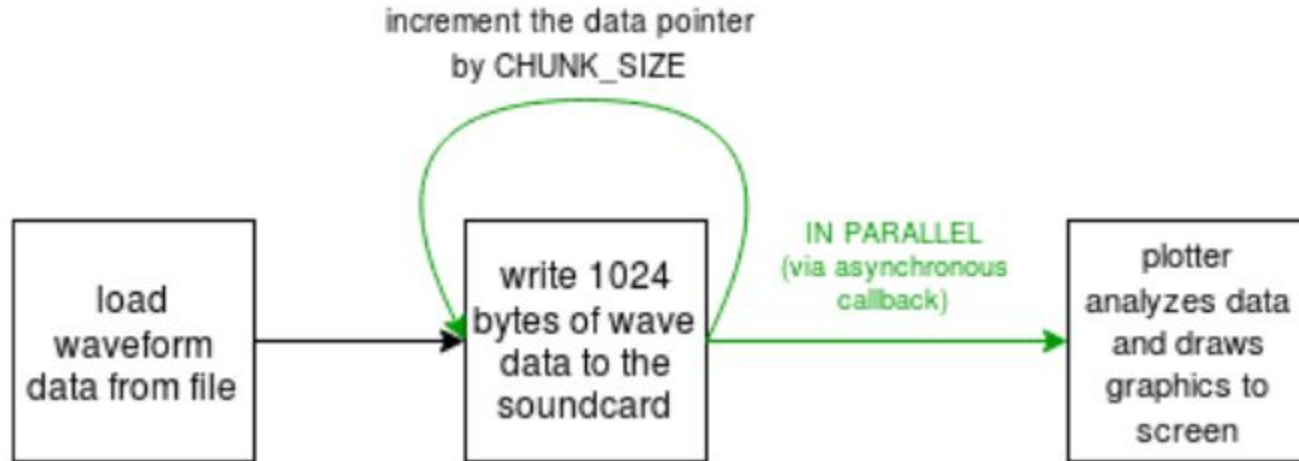 increment the data pointer
by CHUNK_SIZE
load
waveform
data from file
write 1024
bytes of wave
data to the
soundcard
IN PARALLEL
(via asynchronous
callback)
plotter
analyzes data
and draws
graphics to
screen